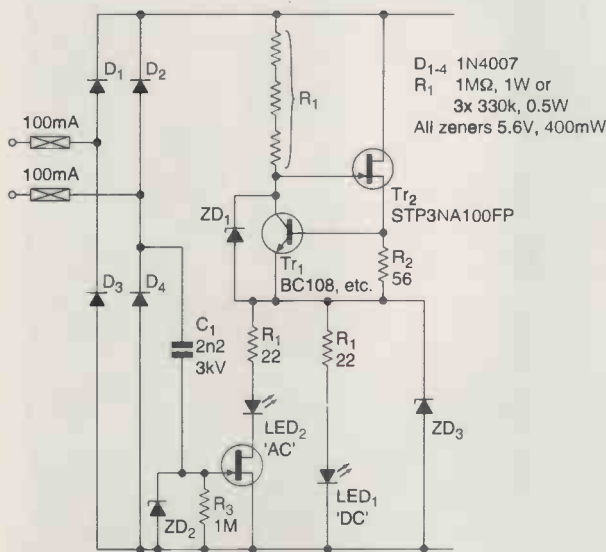 D₁ D₂
100mA
100mA
D₃ D₄
C₁
2n2
3kV
ZD₂
R₃
1M
ZD₁
R₁
Tr₁
BC108, etc.
Tr₂
STP3NA100FP
R₂
56
R₁
22
R₁
22
LED₂
'AC'
LED₁
'DC'
ZD₃
D₁₋₄ 1N4007
R₁ 1MΩ, 1W or
3x 330k, 0.5W
All zeners 5.6V, 400mW